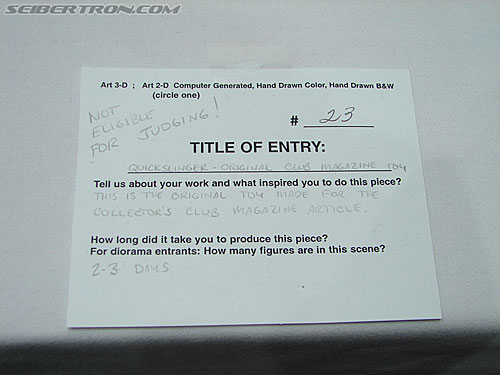 SEIBERTRON.COM
Art 3-D ; Art 2-D Computer Generated, Hand Drawn Color, Hand Drawn B&W
(circle one)
NOT
ELIGIBLE
FOR JUDGING!
# 23
TITLE OF ENTRY:
QUICKSLINGER - ORIGINAL CLUB MAGAZINE TOY
Tell us about your work and what inspired you to do this piece?
THIS IS THE ORIGINAL TOY MADE FOR THE
COLLECTOR'S CLUB MAGAZINE ARTICLE.
How long did it take you to produce this piece?
For diorama entrants: How many figures are in this scene?
2-3 DAYS